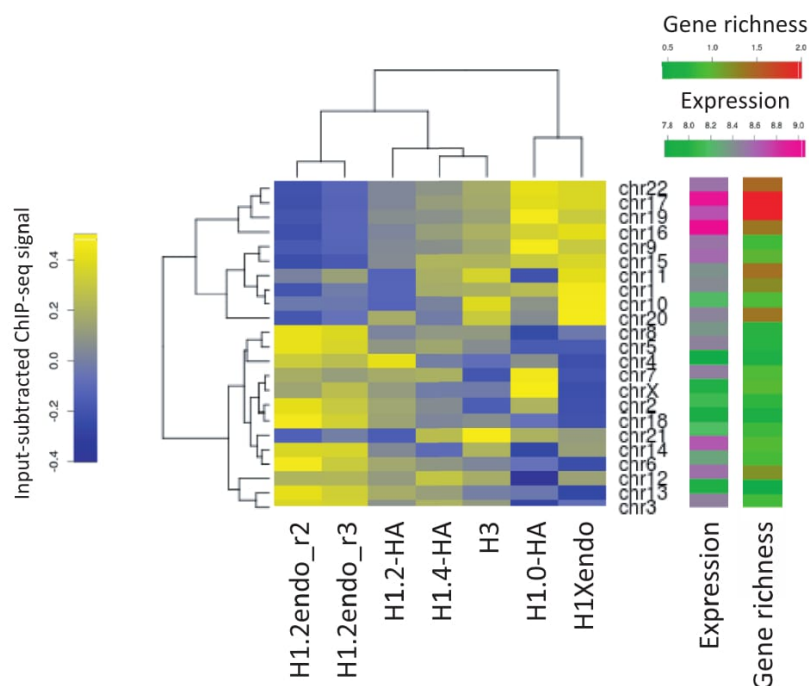 Gene richness
0.5 1.0 1.5 2.0
Expression
7.8 8.0 8.2 8.4 8.6 8.8 9.0
Input-subtracted ChIP-seq signal
0.4
0.2
0.0
-0.2
-0.4
chr22
chr17
chr19
chr16
chr9
chr15
chr11
chr1
chr10
chr20
chr8
chr5
chr4
chr7
chrX
chr2
chr18
chr21
chr14
chr6
chr12
chr13
chr3
H1.2endo_r2
H1.2endo_r3
H1.2-HA
H1.4-HA
H3
H1.0-HA
H1Xendo
Expression
Gene richness